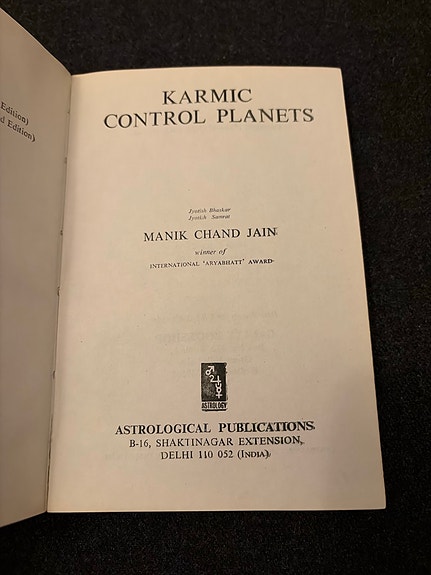 Edition)
d Edition)
KARMIC
CONTROL PLANETS
Jyotish Bhaskar
Jyotish Samrat
MANIK CHAND JAIN
winner of
INTERNATIONAL 'ARYABHATT' AWARD
ASTROLOGY
ASTROLOGICAL PUBLICATIONS
B-16, SHAKTINAGAR EXTENSION,
DELHI 110 052 (INDIA)